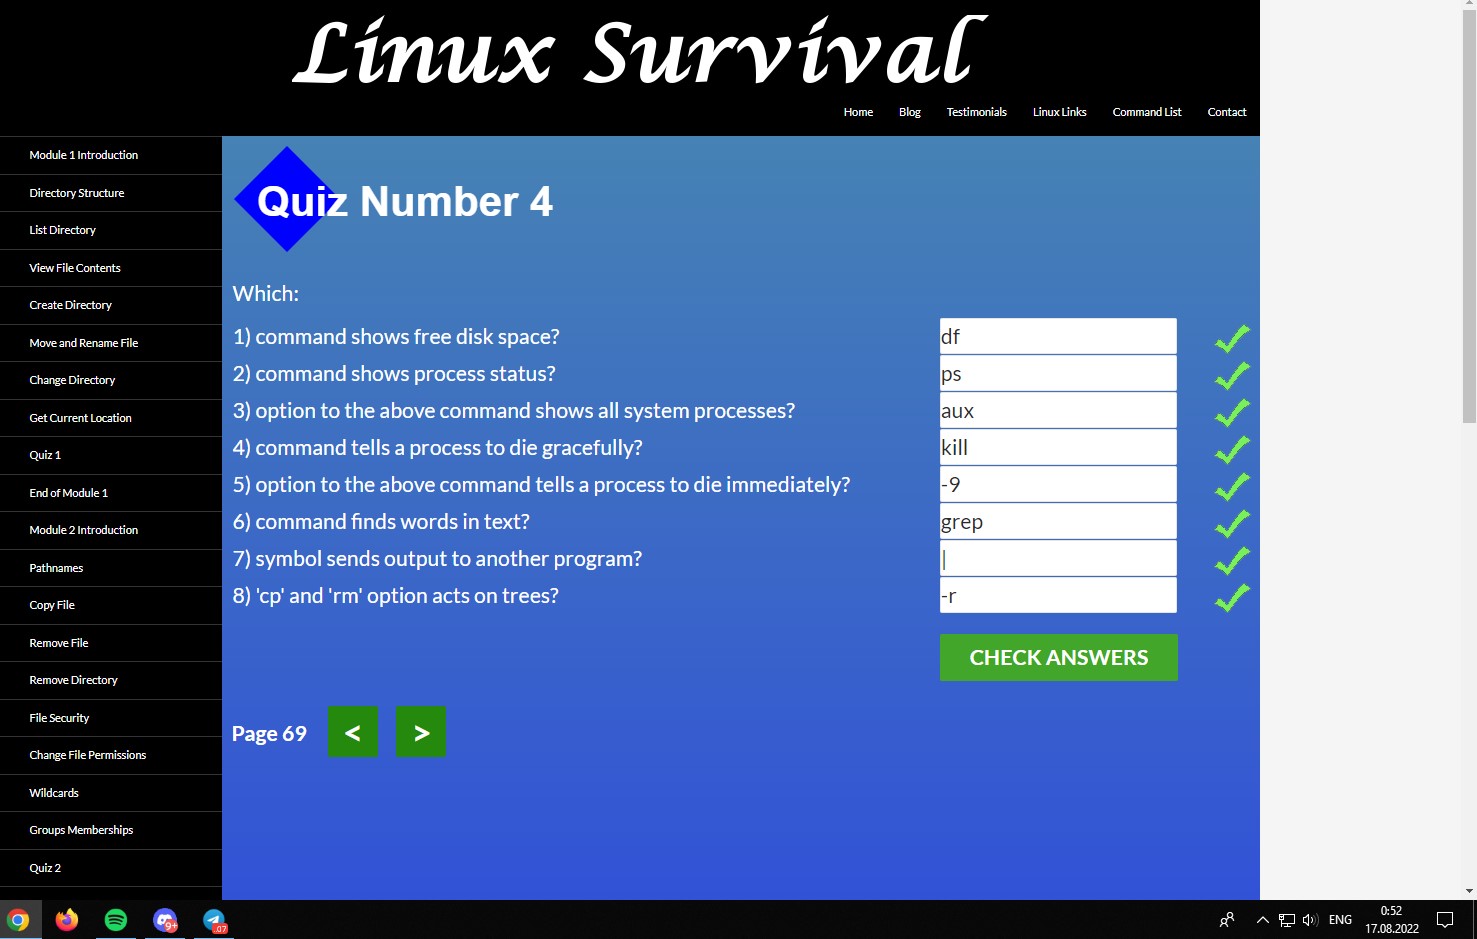 Linux Survival
Home Blog Testimonials Linux Links Command List Contact
Module 1 Introduction
Directory Structure
List Directory
View File Contents
Create Directory
Move and Rename File
Change Directory
Get Current Location
Quiz 1
End of Module 1
Module 2 Introduction
Pathnames
Copy File
Remove File
Remove Directory
File Security
Change File Permissions
Wildcards
Groups Memberships
Quiz 2
Quiz Number 4
Which:
1) command shows free disk space? df
2) command shows process status? ps
3) option to the above command shows all system processes? aux
4) command tells a process to die gracefully? kill
5) option to the above command tells a process to die immediately? -9
6) command finds words in text? grep
7) symbol sends output to another program? |
8) 'cp' and 'rm' option acts on trees? -r
CHECK ANSWERS
Page 69 < >
9+
.07
ENG
0:52
17.08.2022